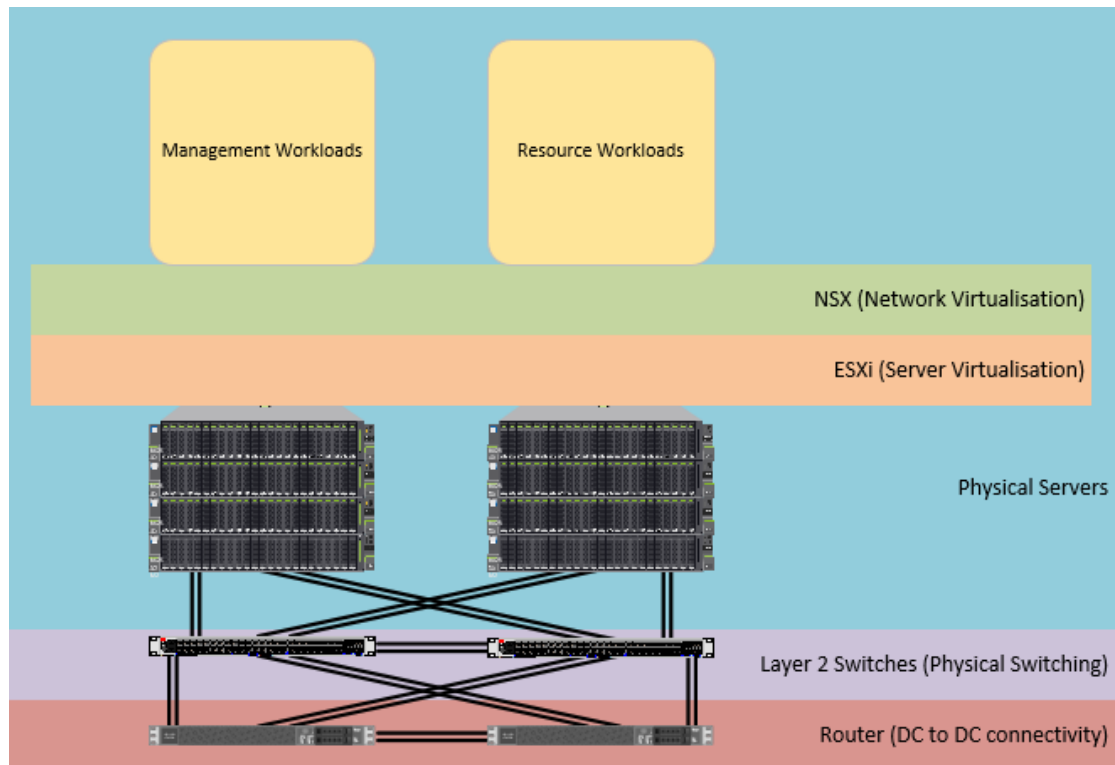 Management Workloads
Resource Workloads
NSX (Network Virtualisation)
ESXi (Server Virtualisation)
Physical Servers
Layer 2 Switches (Physical Switching)
Router (DC to DC connectivity)